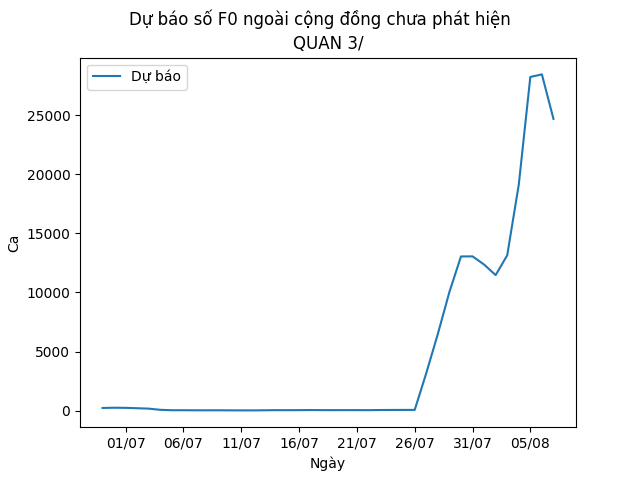 Dự báo số F0 ngoài cộng đồng chưa phát hiện
QUAN 3/
Dự báo
Ca
25000
20000
15000
10000
5000
0
01/07 06/07 11/07 16/07 21/07 26/07 31/07 05/08
Ngày